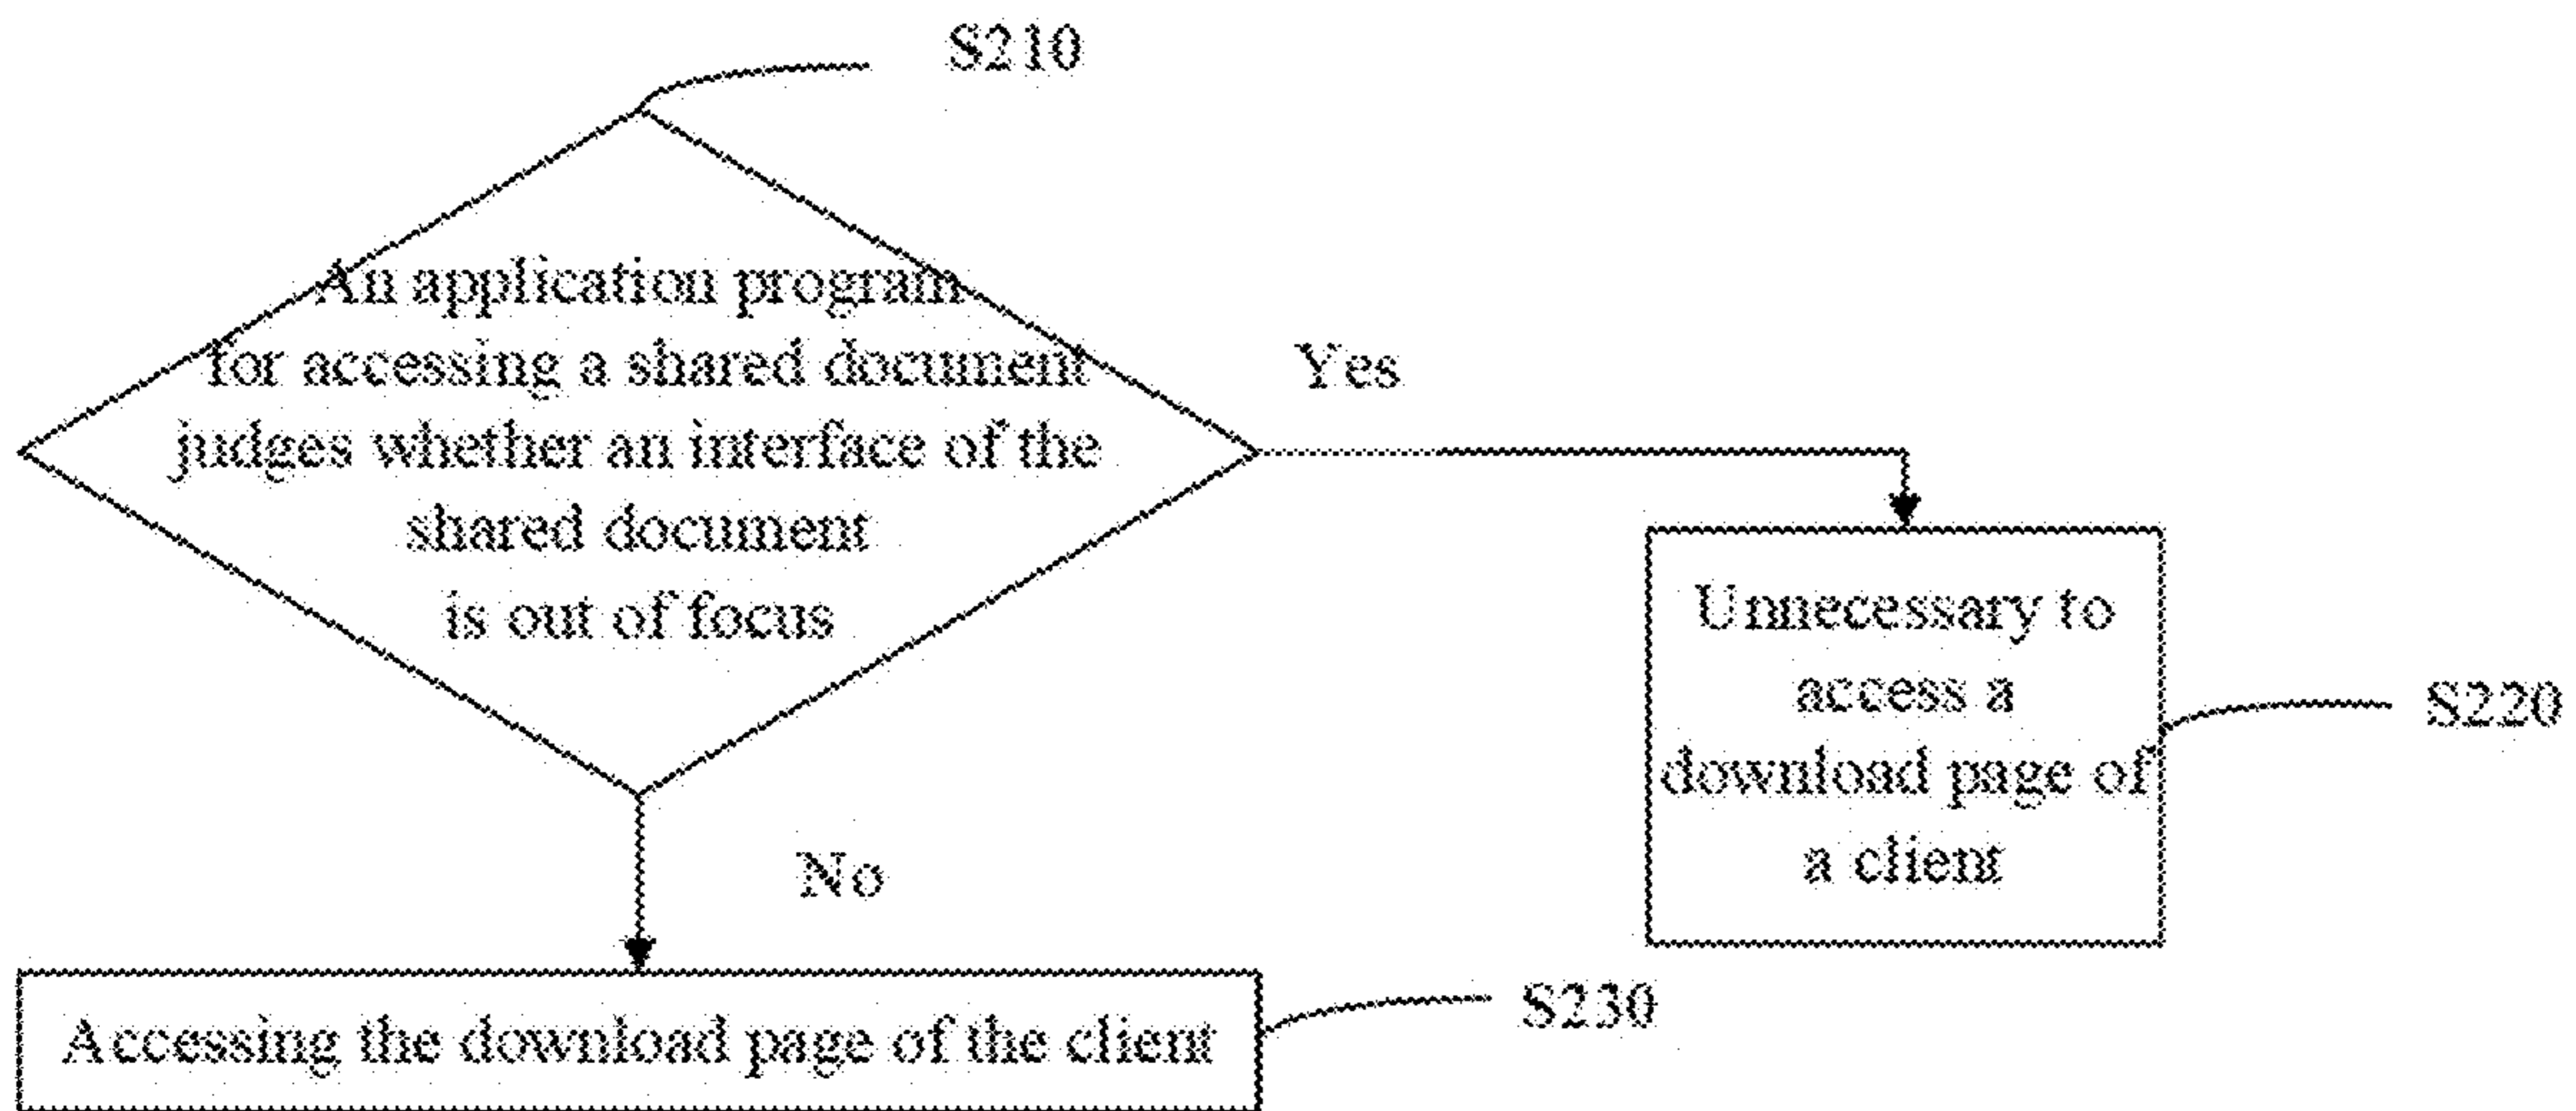 S210
An application program
for accessing a shared document
judges whether an interface of the
shared document
is out of focus
Yes
Unnecessary to
access a
download page of
a client
S220
No
Accessing the download page of the client
S230